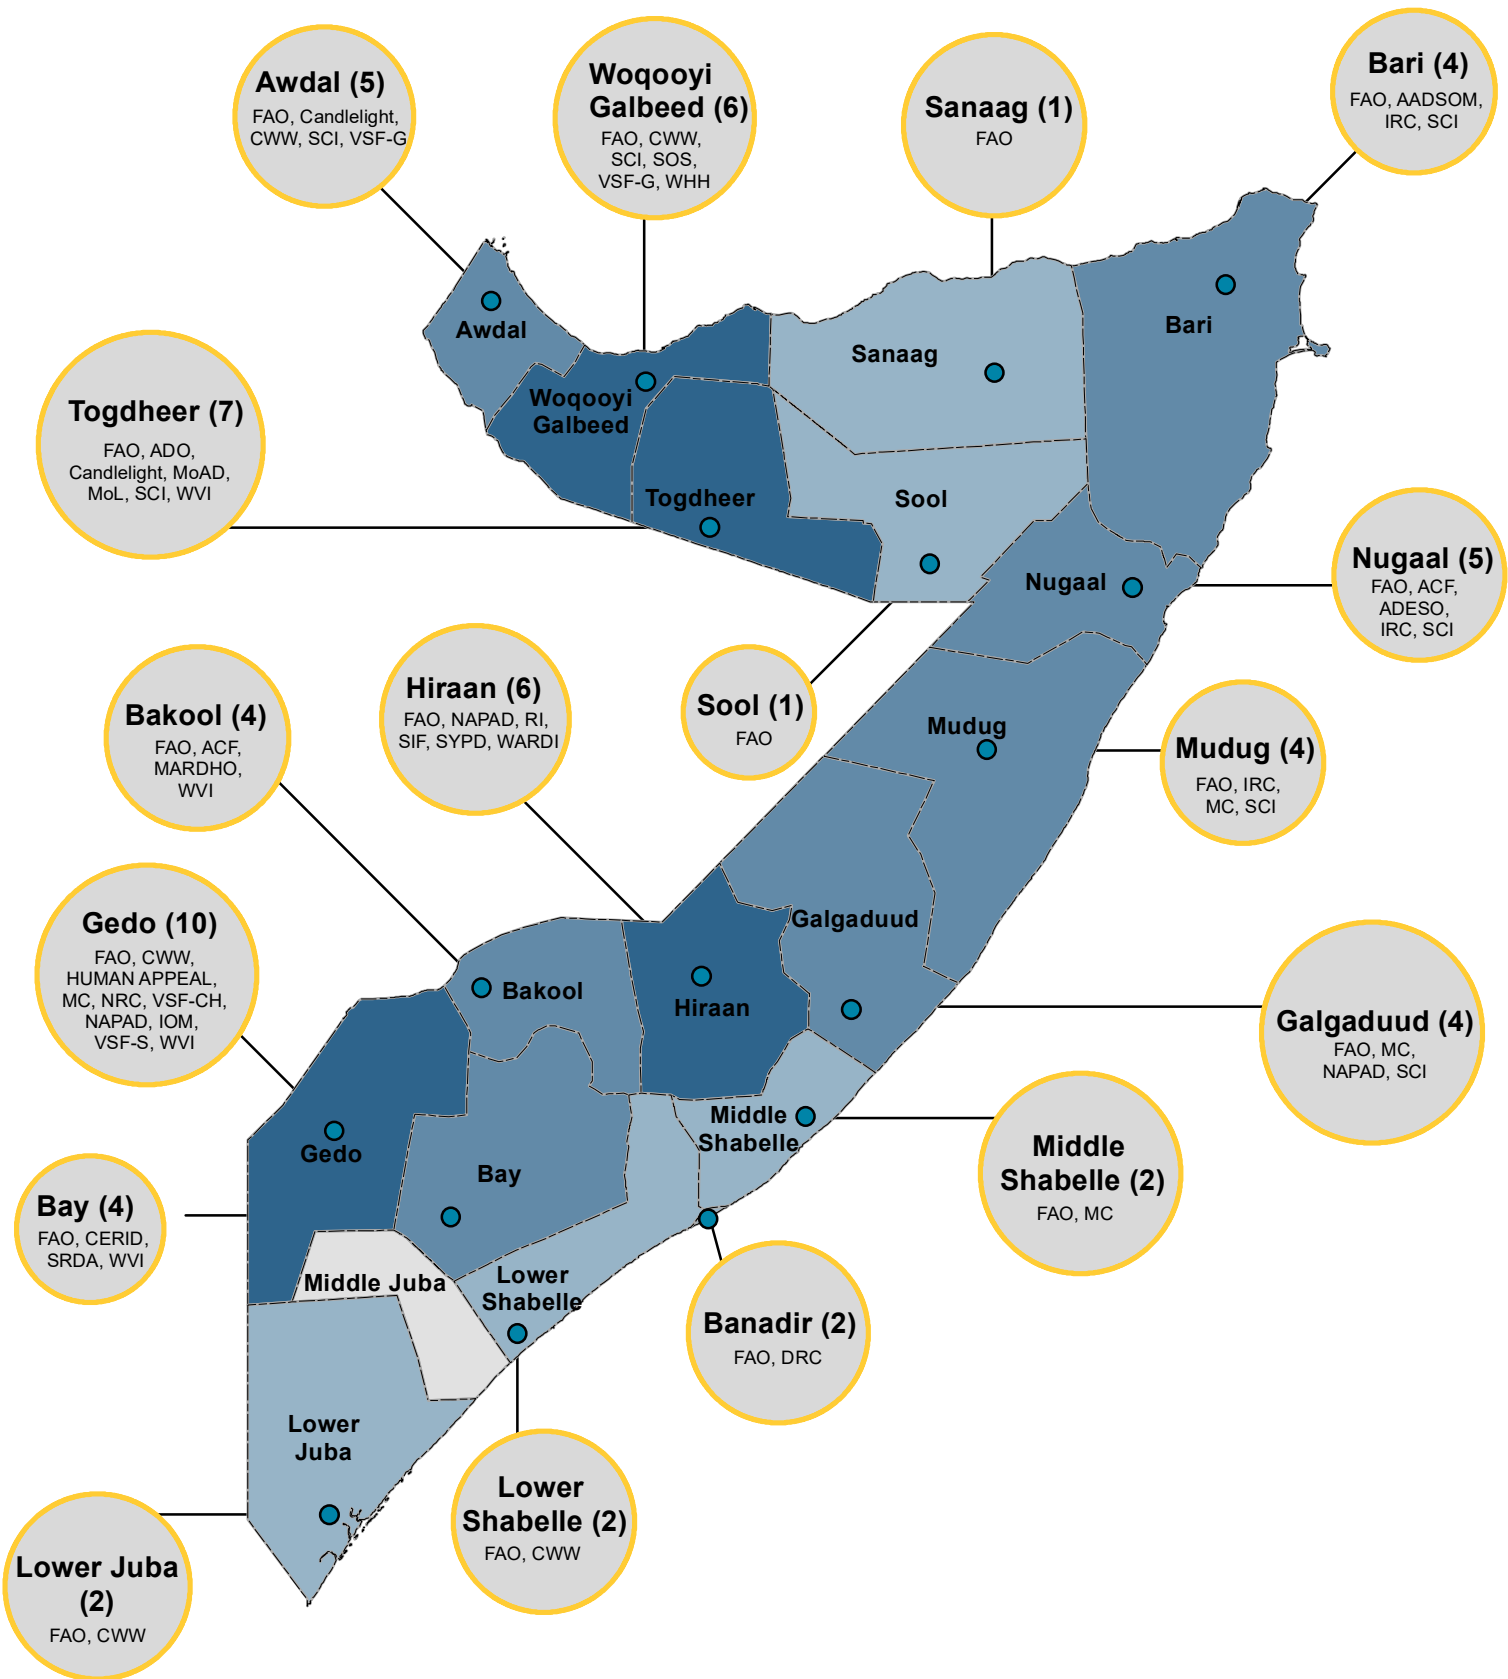 Awdal (5)
FAO, Candlelight,
CWW, SCI, VSF-G
Woqooyi
Galbeed (6)
FAO, CWW,
SCI, SOS,
VSF-G, WHH
Sanaag (1)
FAO
Bari (4)
FAO, AADSOM,
IRC, SCI
Togdheer (7)
FAO, ADO,
Candlelight, MoAD,
MoL, SCI, WVI
Awdal
Woqooyi
Galbeed
Togdheer
Sanaag
Sool
Bari
Nugaal
Nugaal (5)
FAO, ACF,
ADESO,
IRC, SCI
Bakool (4)
FAO, ACF,
MARDHO,
WVI
Hiraan (6)
FAO, NAPAD, RI,
SIF, SYPD, WARDI
Sool (1)
FAO
Mudug
Mudug (4)
FAO, IRC,
MC, SCI
Gedo (10)
FAO, CWW,
HUMAN APPEAL,
MC, NRC, VSF-CH,
NAPAD, IOM,
VSF-S, WVI
Bakool
Hiraan
Galgaduud
Galgaduud (4)
FAO, MC,
NAPAD, SCI
Gedo
Bay
Middle
Shabelle
Middle
Shabelle (2)
FAO, MC
Bay (4)
FAO, CERID,
SRDA, WVI
Middle Juba
Lower
Shabelle
Banadir (2)
FAO, DRC
Lower
Juba
Lower
Shabelle (2)
FAO, CWW
Lower Juba
(2)
FAO, CWW